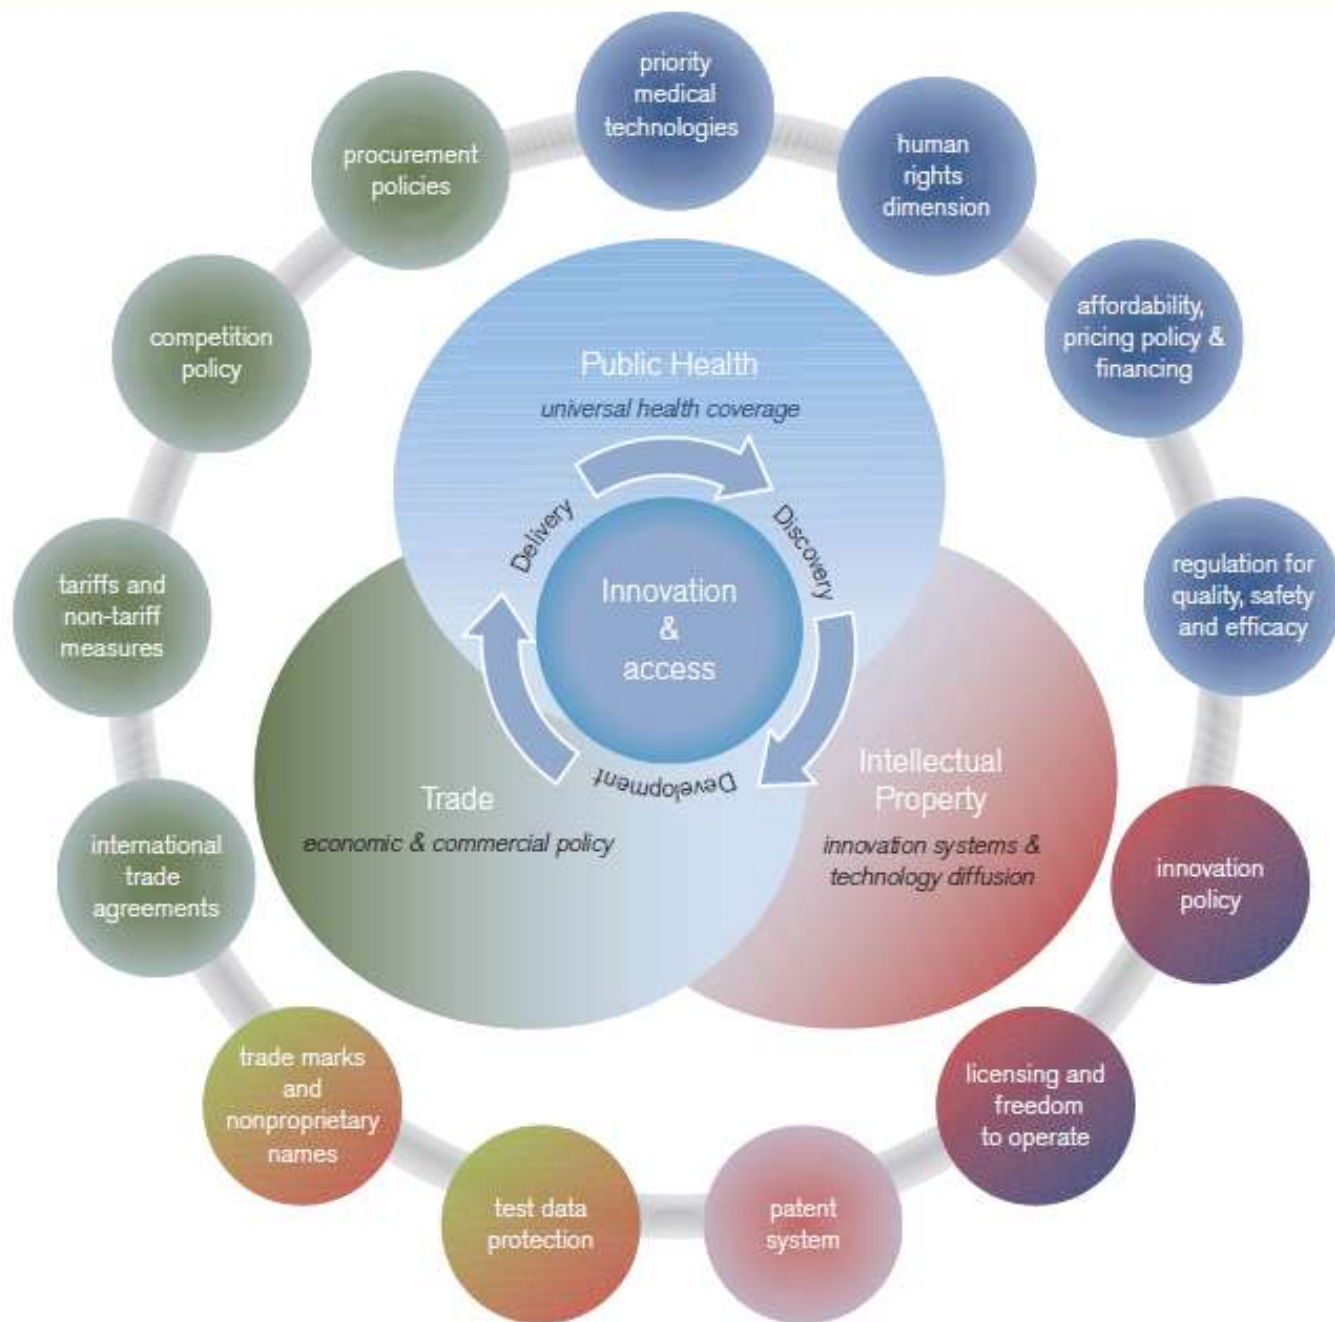 priority
medical
technologies
human
rights
dimension
affordability,
pricing policy &
financing
regulation for
quality, safety
and efficacy
innovation
policy
licensing and
freedom
to operate
patent
system
test data
protection
trade marks
and
nonproprietary
names
international
trade
agreements
tariffs and
non-tariff
measures
competition
policy
procurement
policies
Public Health
universal health coverage
Delivery
Discovery
Development
Innovation
&
access
Trade
economic & commercial policy
Intellectual
Property
innovation systems &
technology diffusion